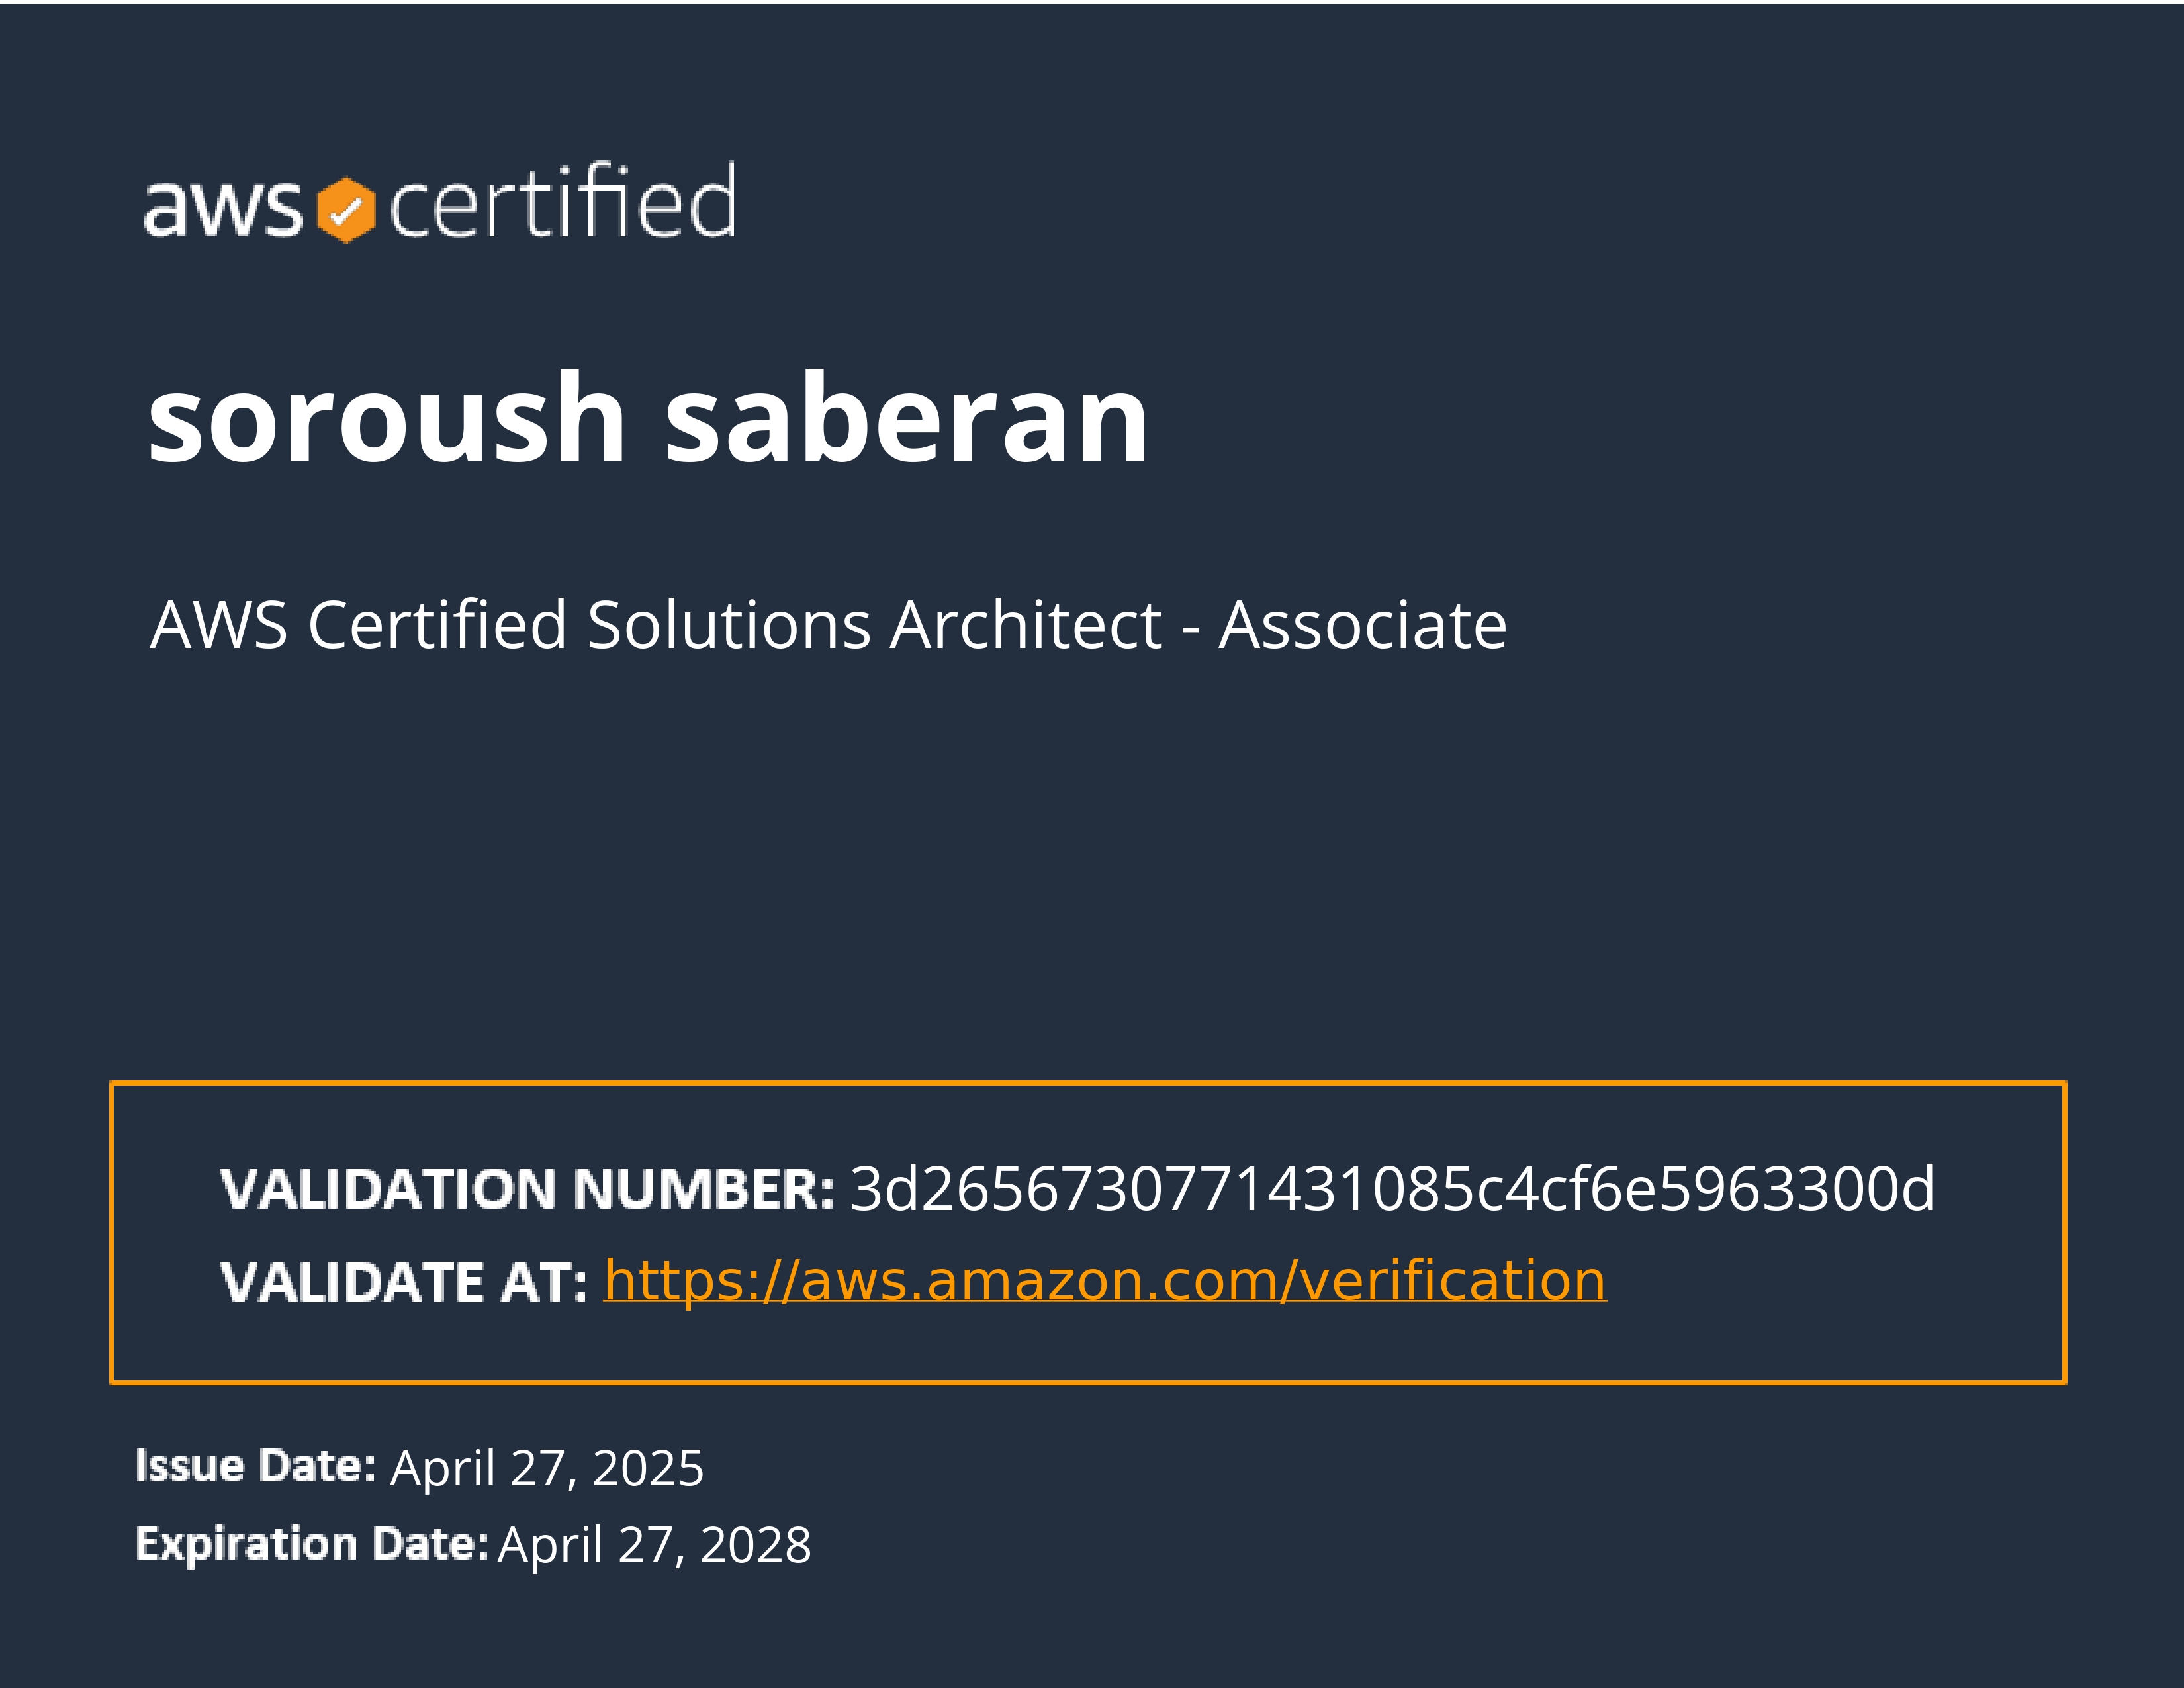 aws certified
soroush saberan
AWS Certified Solutions Architect - Associate
VALIDATION NUMBER: 3d2656730771431085c4cf6e5963300d
VALIDATE AT: https://aws.amazon.com/verification
Issue Date: April 27, 2025
Expiration Date: April 27, 2028